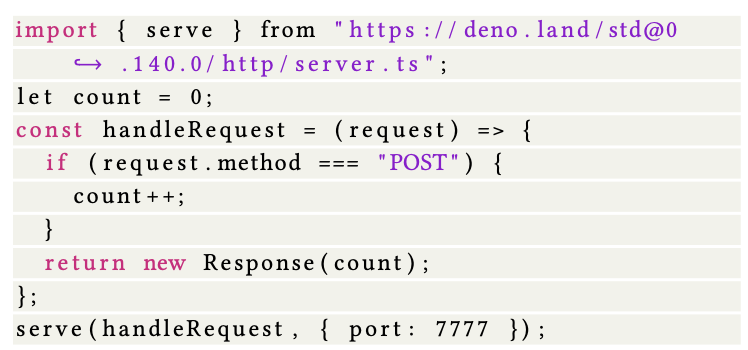 import { serve } from "https://deno.land/std@0
    ↪ .140.0/http/server.ts";
let count = 0;
const handleRequest = (request) => {
  if (request.method === "POST") {
    count++;
  }
  return new Response(count);
};
serve(handleRequest, { port: 7777 });